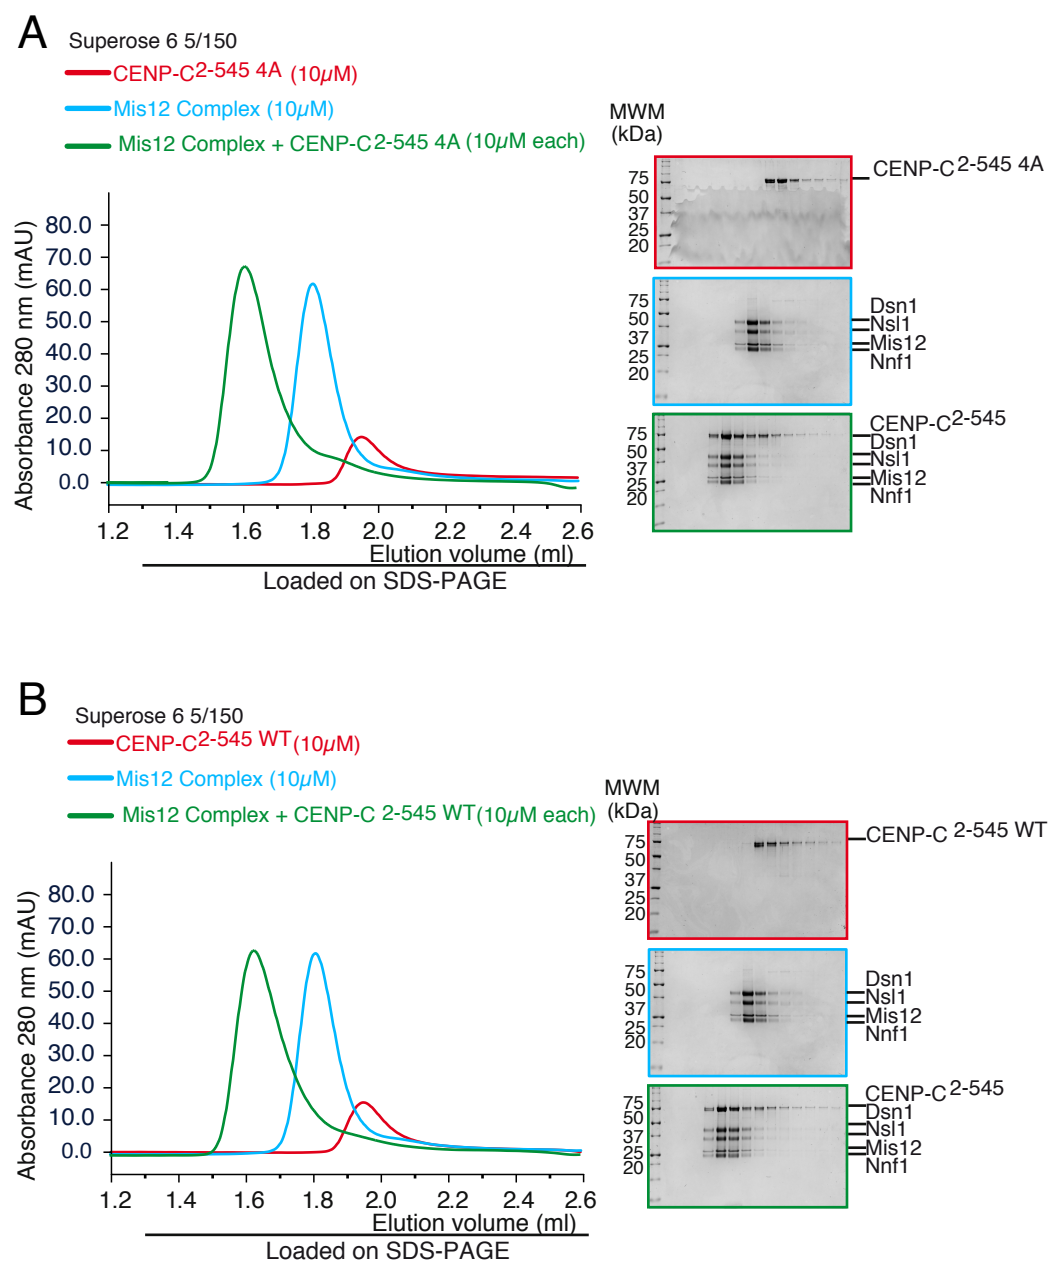 A
Superose 6 5/150
CENP-C2-545 4A (10µM)
Mis12 Complex (10µM)
Mis12 Complex + CENP-C2-545 4A (10µM each)
Absorbance 280 nm (mAU)
80.0
70.0
60.0
50.0
40.0
30.0
20.0
10.0
0.0
1.2 1.4 1.6 1.8 2.0 2.2 2.4 2.6
Elution volume (ml)
Loaded on SDS-PAGE
MWM
(kDa)
75
50
37
25
20
CENP-C2-545 4A
75
50
37
25
20
Dsn1
Nsl1
Mis12
Nnf1
75
50
37
25
20
CENP-C2-545
Dsn1
Nsl1
Mis12
Nnf1
B
Superose 6 5/150
CENP-C2-545 WT(10µM)
Mis12 Complex (10µM)
Mis12 Complex + CENP-C 2-545 WT(10µM each)
Absorbance 280 nm (mAU)
80.0
70.0
60.0
50.0
40.0
30.0
20.0
10.0
0.0
1.2 1.4 1.6 1.8 2.0 2.2 2.4 2.6
Elution volume (ml)
Loaded on SDS-PAGE
MWM
(kDa)
75
50
37
25
20
CENP-C 2-545 WT
75
50
37
25
20
Dsn1
Nsl1
Mis12
Nnf1
75
50
37
25
20
CENP-C2-545
Dsn1
Nsl1
Mis12
Nnf1